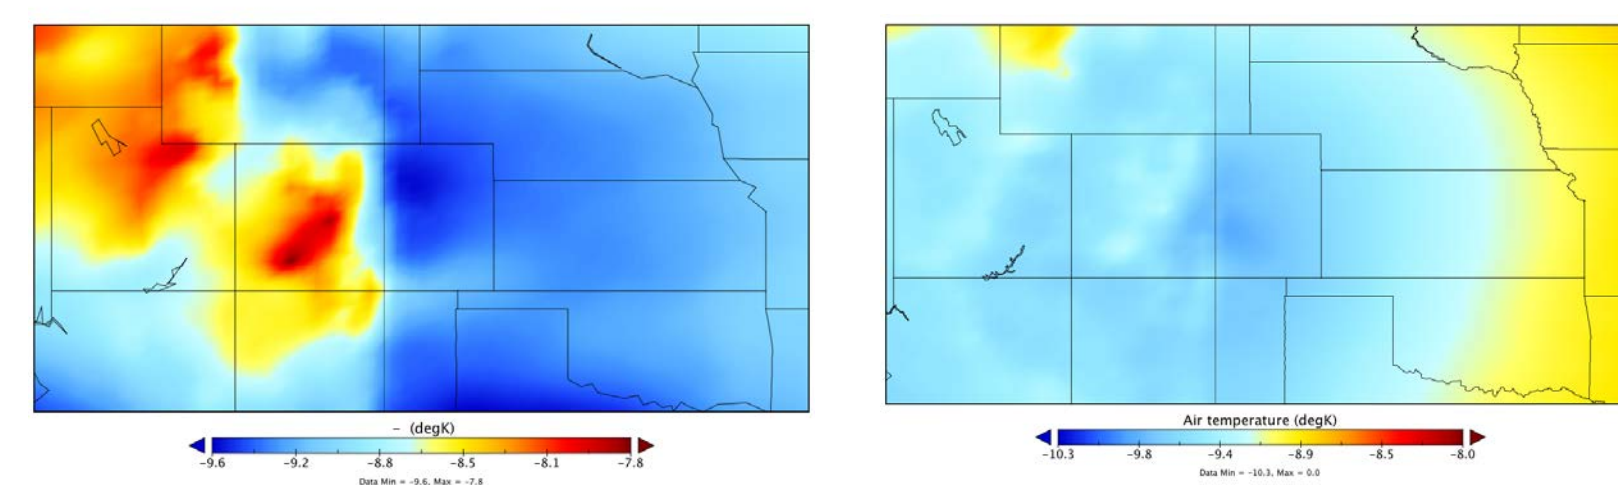 – (degK)
-9.6 -9.2 -8.8 -8.5 -8.1 -7.8
Data Min = -9.6, Max = -7.8
Air temperature (degK)
-10.3 -9.8 -9.4 -8.9 -8.5 -8.0
Data Min = -10.3, Max = 0.0